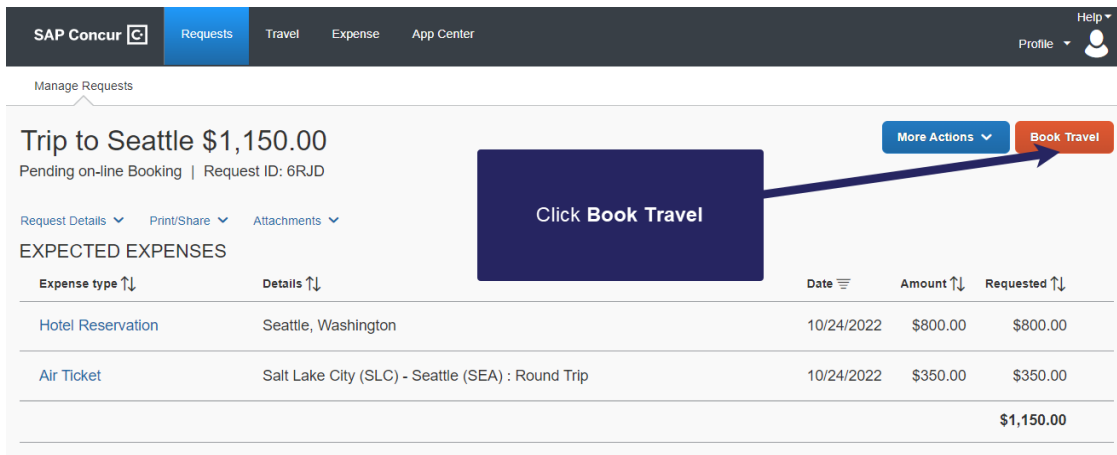 Help
SAP Concur C Requests Travel Expense App Center Profile
Manage Requests
Trip to Seattle $1,150.00
More Actions Book Travel
Pending on-line Booking | Request ID: 6RJD
Click Book Travel
Request Details Print/Share Attachments
EXPECTED EXPENSES
Expense type Details Date Amount Requested
Hotel Reservation Seattle, Washington 10/24/2022 $800.00 $800.00
Air Ticket Salt Lake City (SLC) - Seattle (SEA) : Round Trip 10/24/2022 $350.00 $350.00
$1,150.00